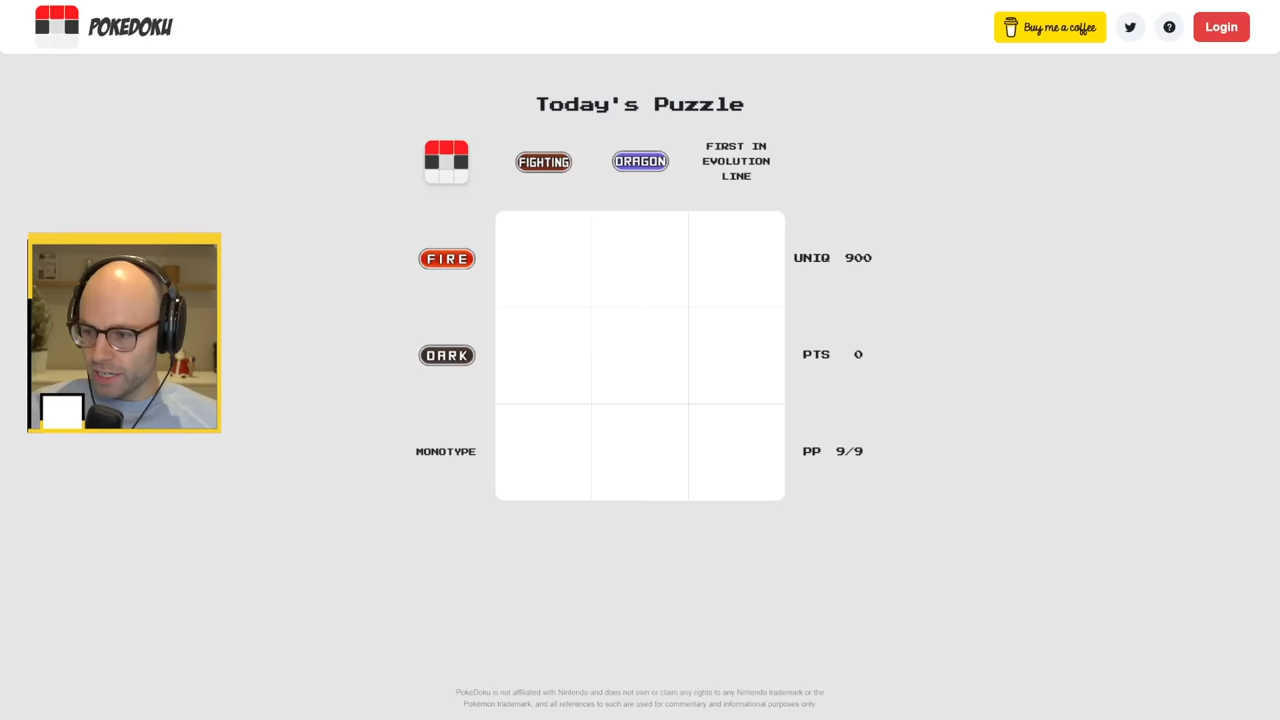 POKEDOKU
Buy me a coffee
Login
Today's Puzzle
FIGHTING
DRAGON
FIRST IN
EVOLUTION
LINE
FIRE
UNIQ 900
DARK
PTS 0
MONOTYPE
PP 9/9
PokeDoku is not affiliated with Nintendo and does not own or claim any rights to any Nintendo trademark or the
Pokémon trademark, and all references to such are used for commentary and informational purposes only.